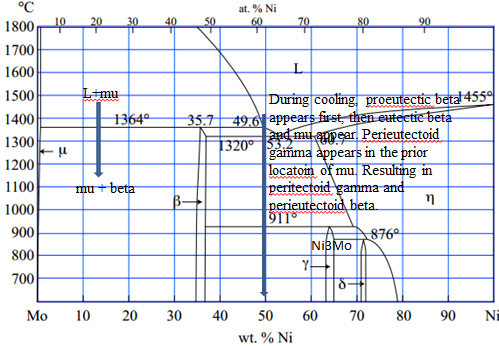 °C
at. % Ni
10 20 30 40 50 60 70 80 90
1800
1700
1600
1500
1400
1300
1200
1100
1000
900
800
700
L
L+mu
1455°
During cooling, proeutectic beta
appears first, then eutectic beta
and mu appear. Perieutectoid
gamma appears in the prior
locatoin of mu. Resulting in
peritectoid gamma and
perieutectoid beta.
1364°
35.7
49.6
1320°
53.2
60.7
μ
mu + beta
β
η
911°
876°
Ni3Mo
γ
δ
Mo 10 20 30 40 50 60 70 80 90 Ni
wt. % Ni